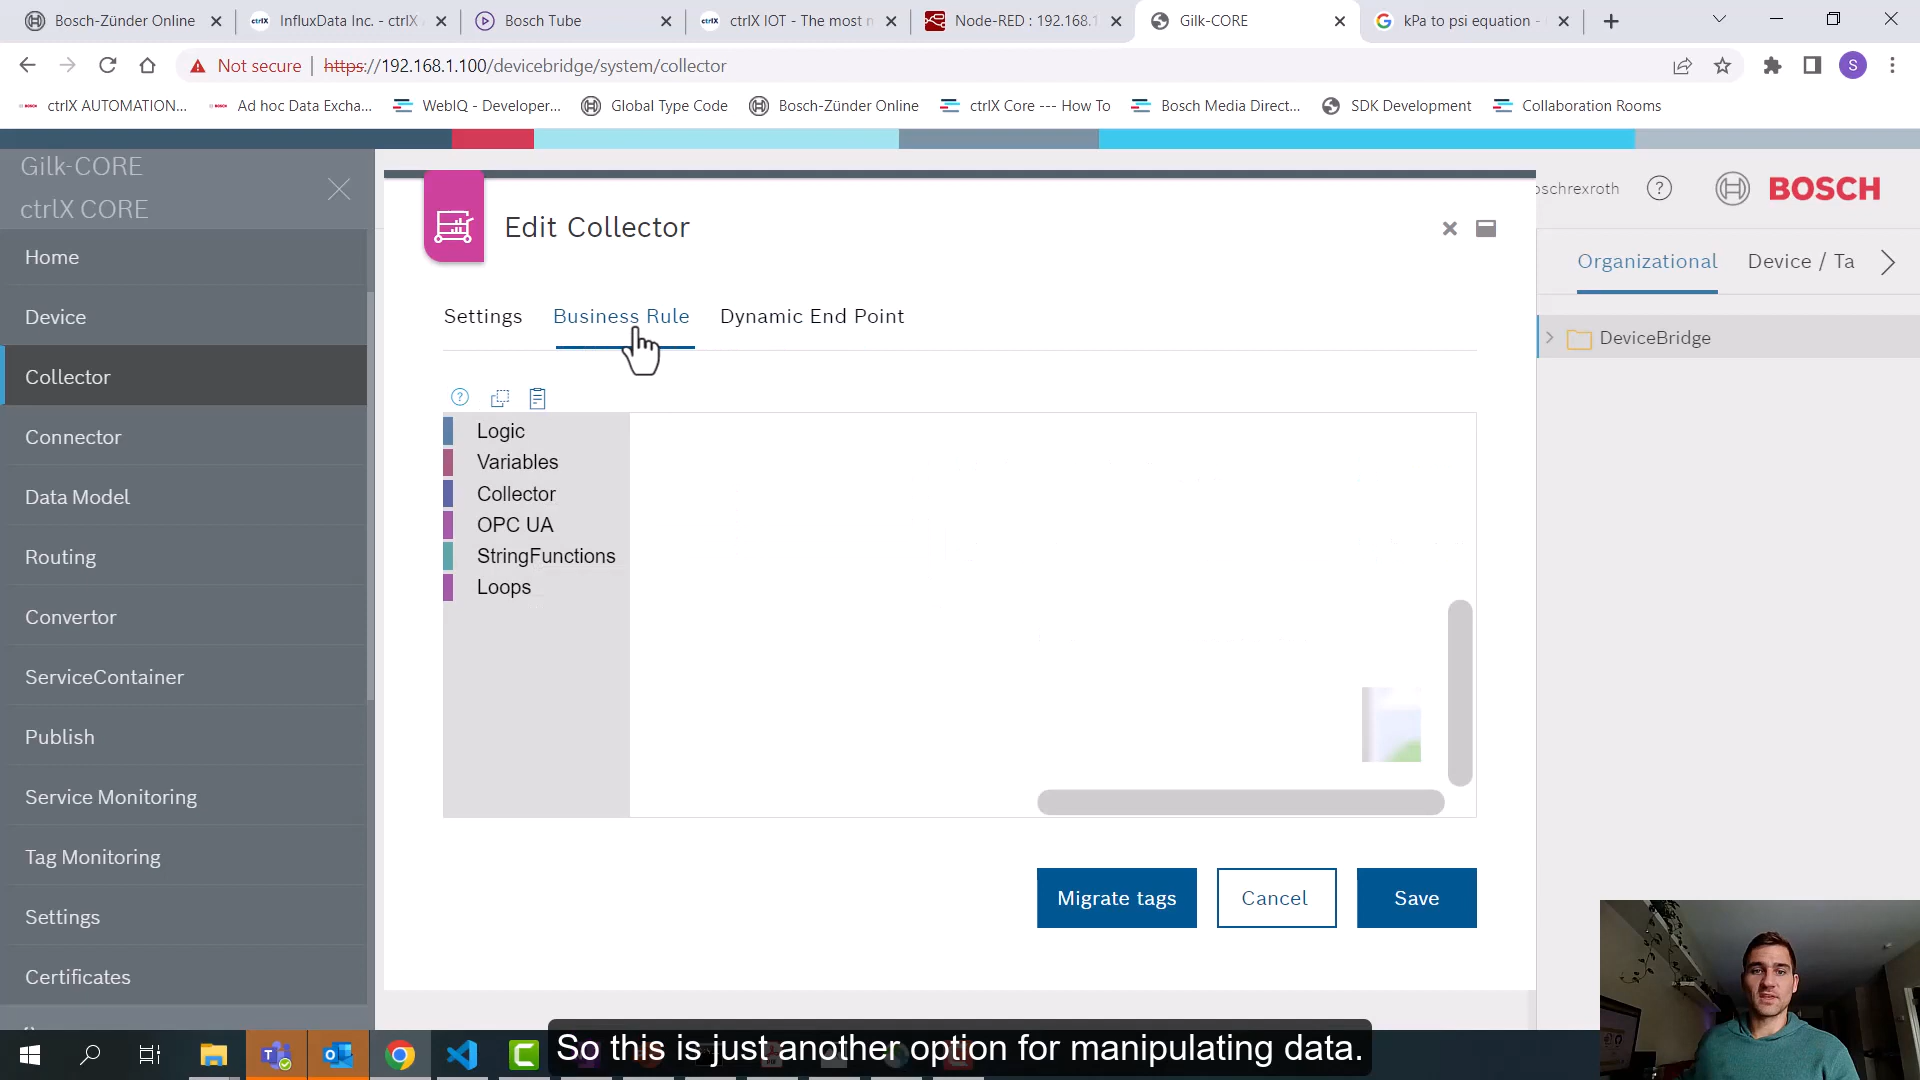 Bosch-Zünder Online
InfluxData Inc. - ctrlX
Bosch Tube
ctrlX IOT - The most
Node-RED : 192.168.1
Gilk-CORE
kPa to psi equation -
Not secure | https://192.168.1.100/devicebridge/system/collector
S
ctrlX AUTOMATION...
Ad hoc Data Excha...
WebIQ - Developer...
Global Type Code
Bosch-Zünder Online
ctrlX Core --- How To
Bosch Media Direct...
SDK Development
Collaboration Rooms
Gilk-CORE
ctrlX CORE
Home
Device
Collector
Connector
Data Model
Routing
Convertor
ServiceContainer
Publish
Service Monitoring
Tag Monitoring
Settings
Certificates
Edit Collector
Settings
Business Rule
Dynamic End Point
Logic
Variables
Collector
OPC UA
StringFunctions
Loops
Migrate tags
Cancel
Save
oschrexroth
BOSCH
Organizational
Device / Ta
DeviceBridge
So this is just another option for manipulating data.